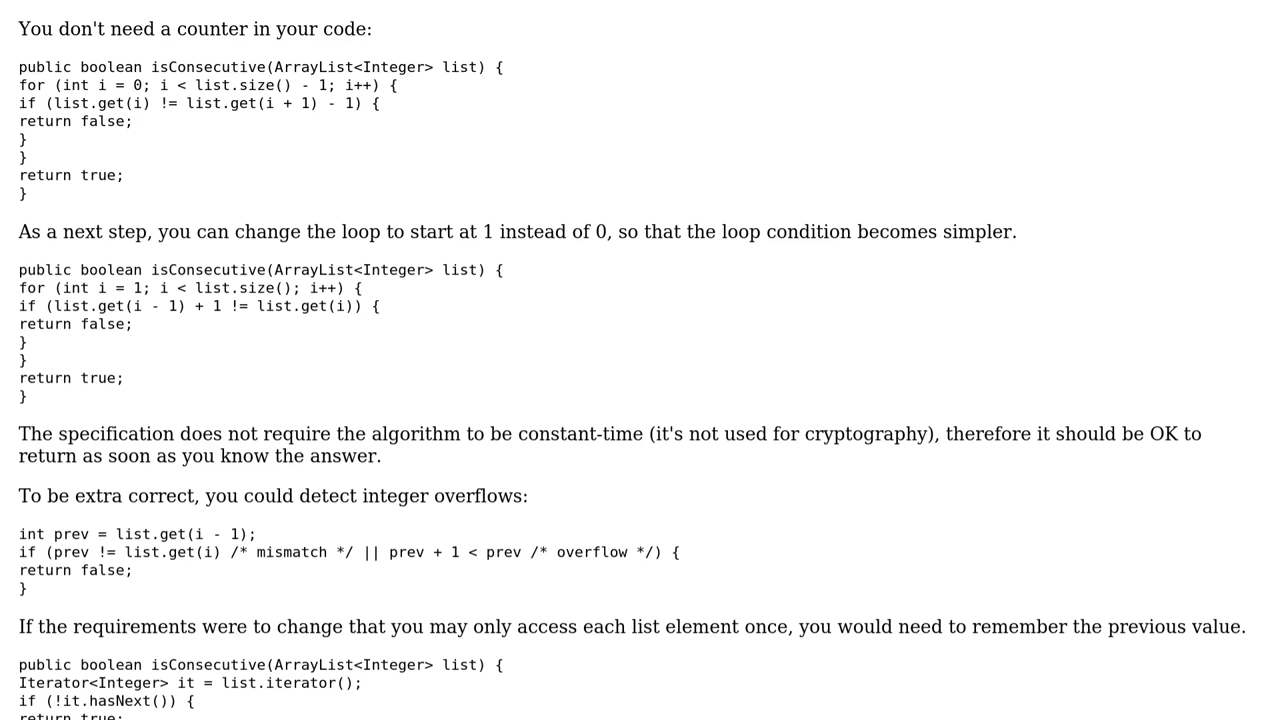 You don't need a counter in your code:
public boolean isConsecutive(ArrayList<Integer> list) {
for (int i = 0; i < list.size() - 1; i++) {
if (list.get(i) != list.get(i + 1) - 1) {
return false;
}
}
return true;
}
As a next step, you can change the loop to start at 1 instead of 0, so that the loop condition becomes simpler.
public boolean isConsecutive(ArrayList<Integer> list) {
for (int i = 1; i < list.size(); i++) {
if (list.get(i - 1) + 1 != list.get(i)) {
return false;
}
}
return true;
}
The specification does not require the algorithm to be constant-time (it's not used for cryptography), therefore it should be OK to
return as soon as you know the answer.
To be extra correct, you could detect integer overflows:
int prev = list.get(i - 1);
if (prev != list.get(i) /* mismatch */ || prev + 1 < prev /* overflow */) {
return false;
}
If the requirements were to change that you may only access each list element once, you would need to remember the previous value.
public boolean isConsecutive(ArrayList<Integer> list) {
Iterator<Integer> it = list.iterator();
if (!it.hasNext()) {
return true;